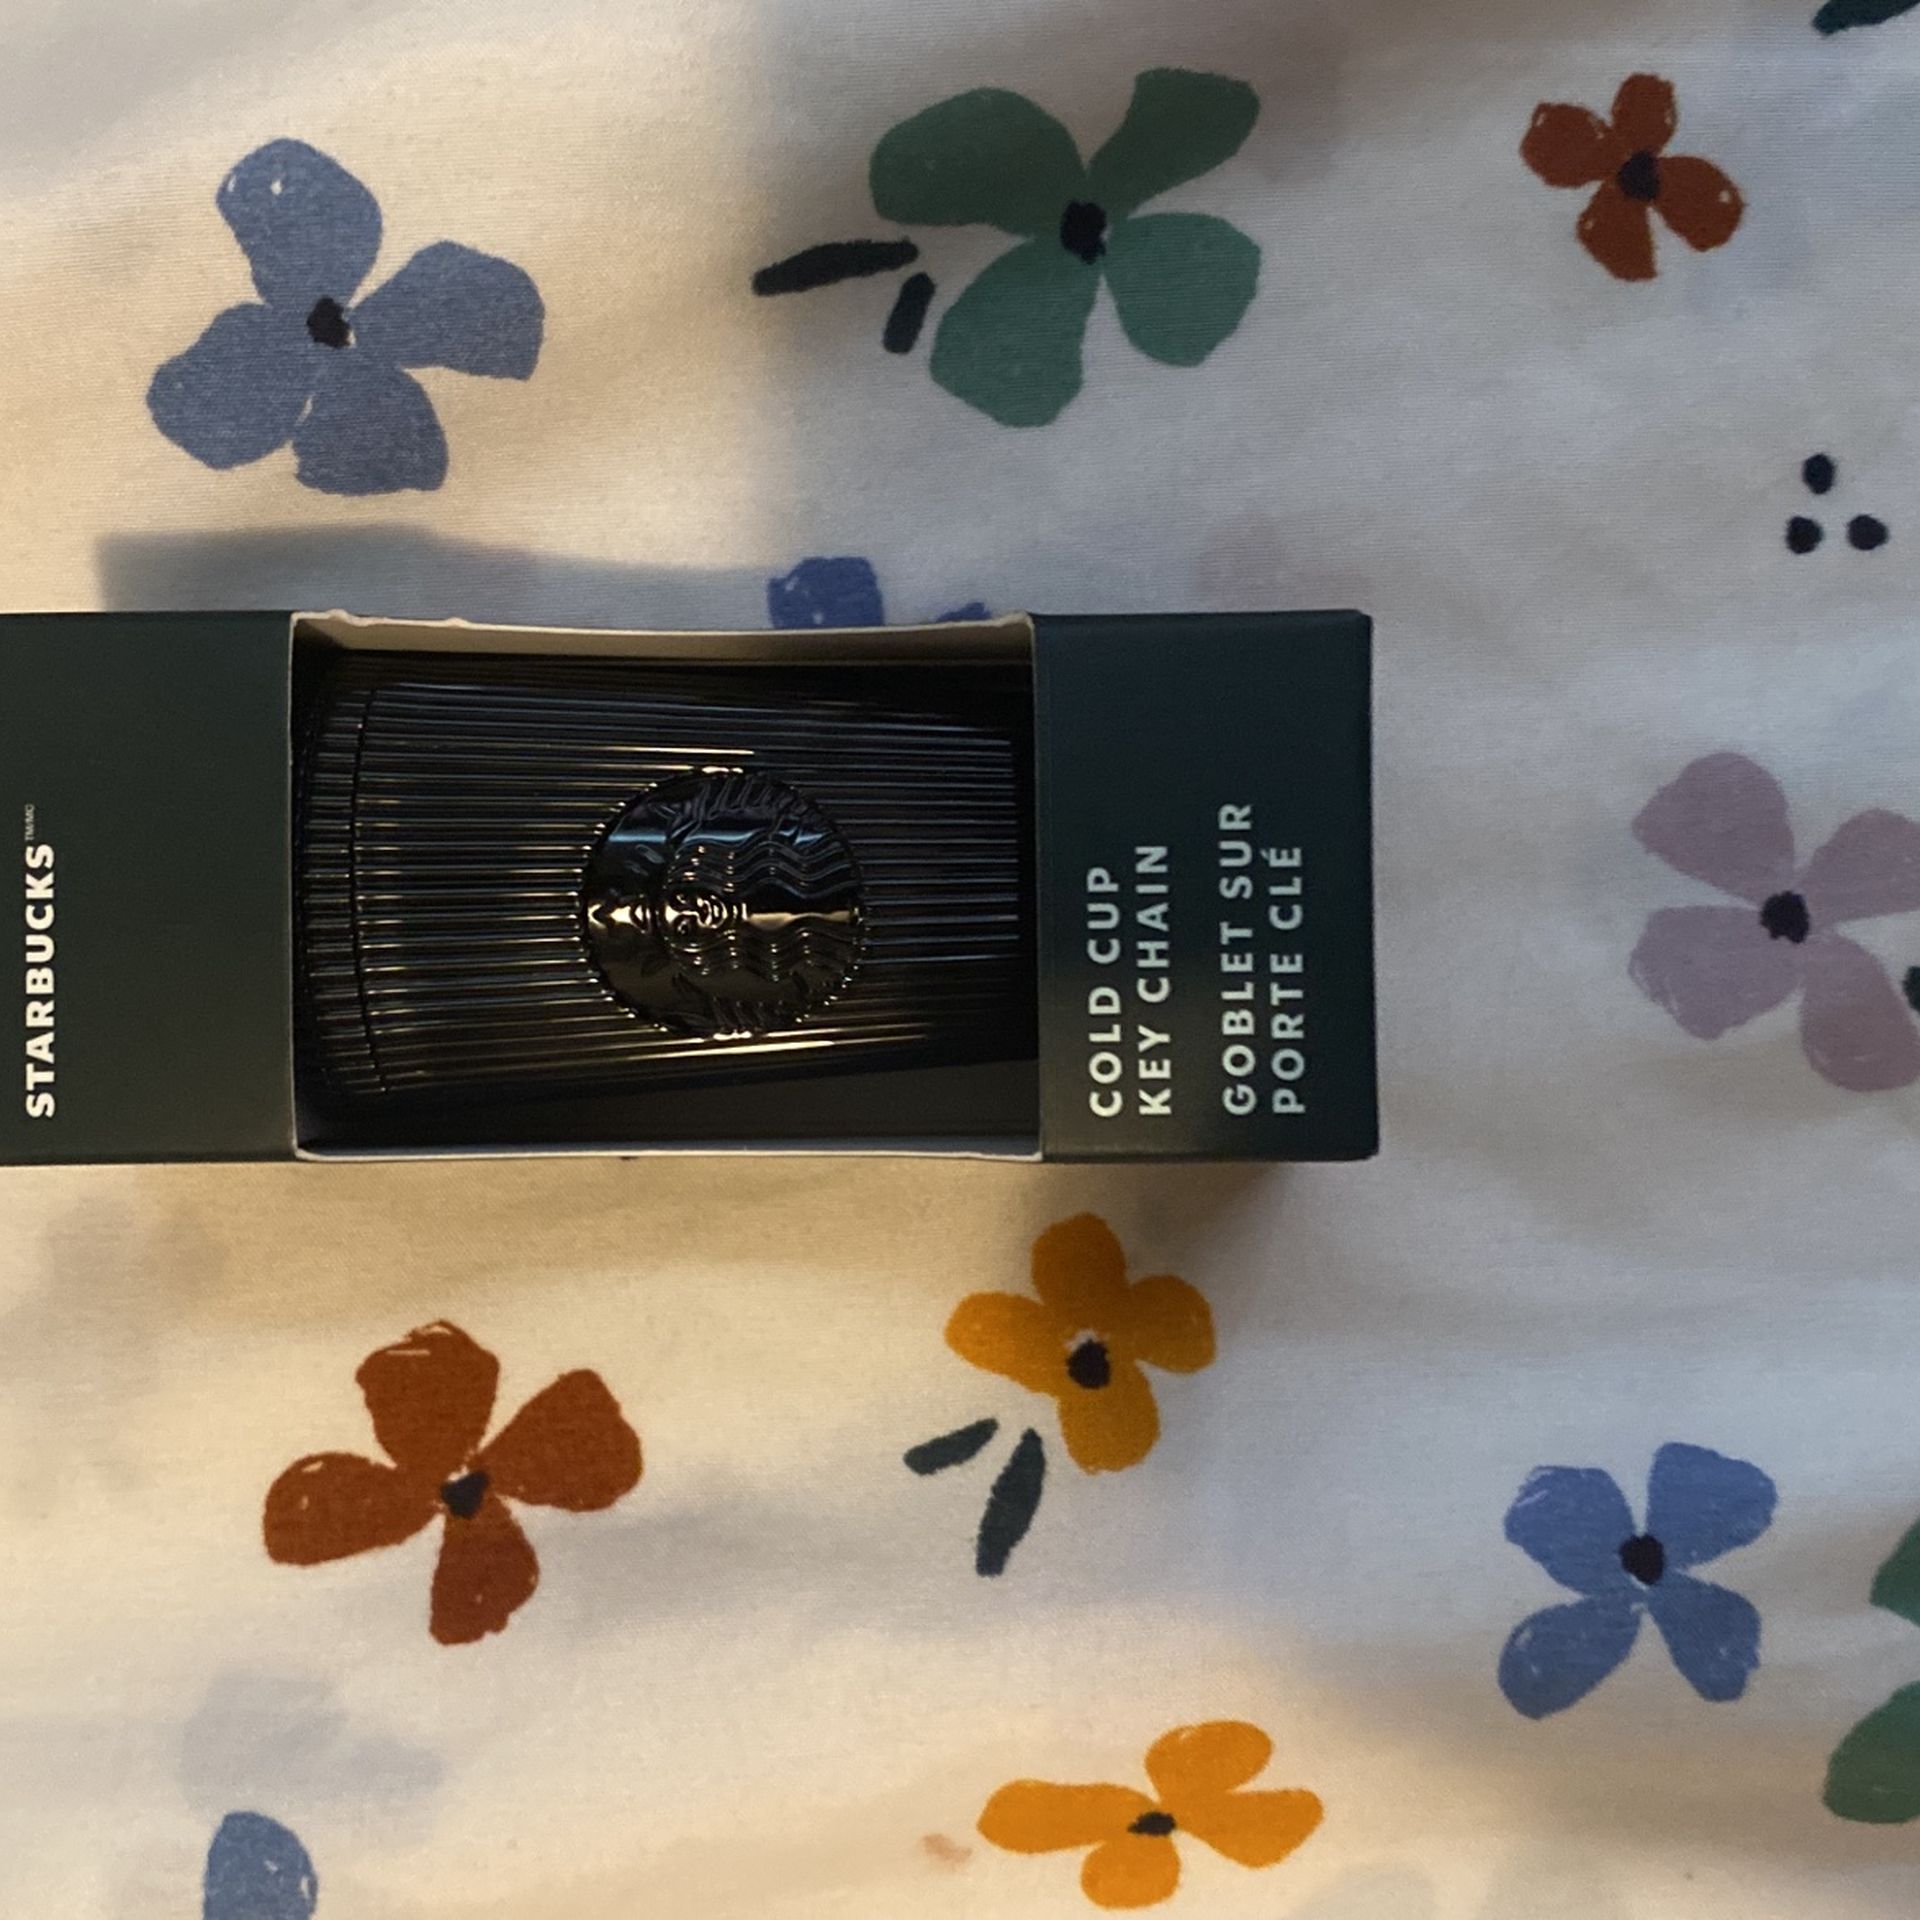 STARBUCKS™/MC
COLD CUP
KEY CHAIN
GOBLET SUR
PORTE CLÉ